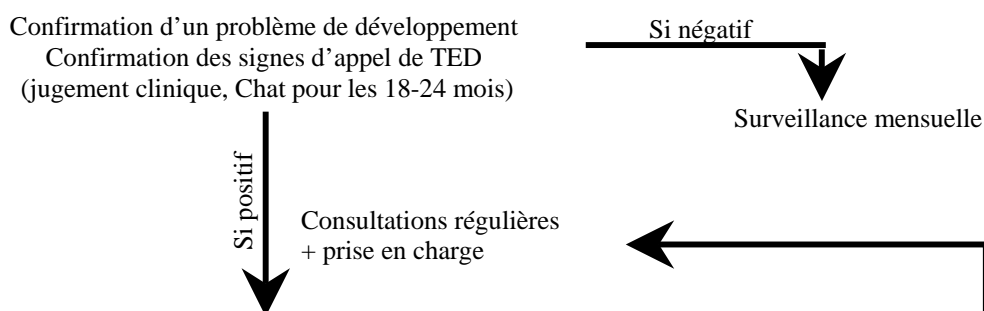 Confirmation d’un problème de développement
Confirmation des signes d’appel de TED
(jugement clinique, Chat pour les 18-24 mois)
Si négatif
Surveillance mensuelle
Si positif
Consultations régulières
+ prise en charge